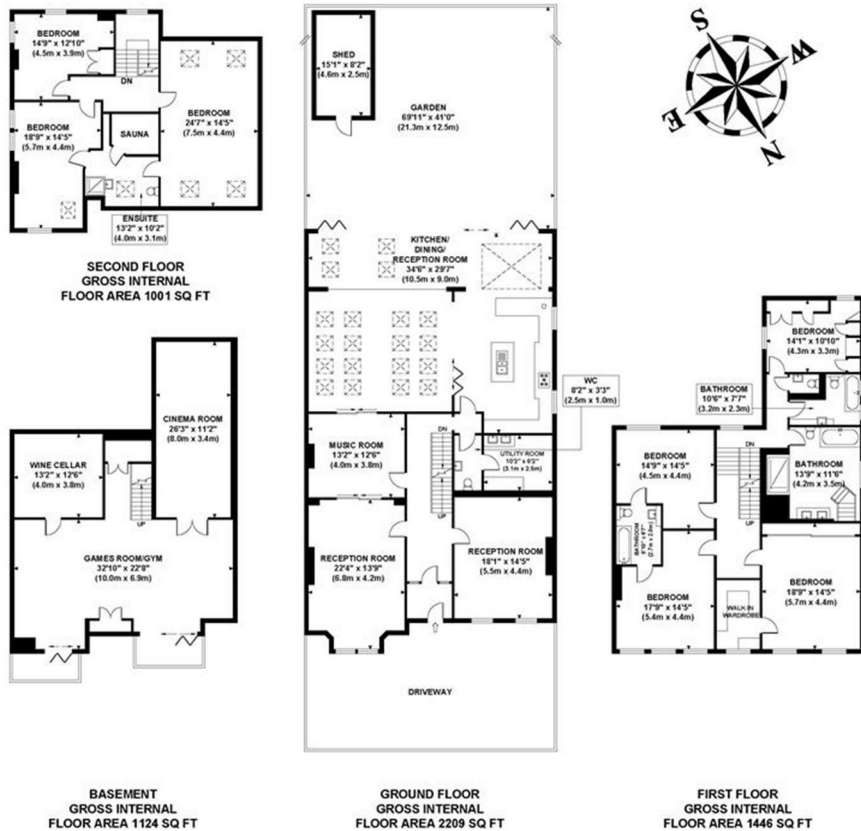 BEDROOM
14'9" x 12'10"
(4.5m x 3.9m)
DN
BEDROOM
24'7" x 14'5"
(7.5m x 4.4m)
BEDROOM
18'9" x 14'5"
(5.7m x 4.4m)
SAUNA
ENSUITE
13'2" x 10'2"
(4.0m x 3.1m)
SECOND FLOOR
GROSS INTERNAL
FLOOR AREA 1001 SQ FT
SHED
15'1" x 8'2"
(4.6m x 2.5m)
GARDEN
69'11" x 41'0"
(21.3m x 12.5m)
S
W
E
N
KITCHEN/
DINING/
RECEPTION ROOM
34'6" x 29'7"
(10.5m x 9.0m)
WC
8'2" x 3'3"
(2.5m x 1.0m)
MUSIC ROOM
13'2" x 12'6"
(4.0m x 3.8m)
DN
UP
UTILITY ROOM
RECEPTION ROOM
22'4" x 13'9"
(6.8m x 4.2m)
RECEPTION ROOM
18'1" x 14'5"
(5.5m x 4.4m)
DRIVEWAY
CINEMA ROOM
26'3" x 11'2"
(8.0m x 3.4m)
WINE CELLAR
13'2" x 12'6"
(4.0m x 3.8m)
UP
GAMES ROOM/GYM
32'10" x 22'8"
(10.0m x 6.9m)
BEDROOM
14'1" x 10'10"
(4.3m x 3.3m)
BATHROOM
10'6" x 7'7"
(3.2m x 2.3m)
BEDROOM
14'9" x 14'5"
(4.5m x 4.4m)
DN
UP
BATHROOM
13'9" x 11'6"
(4.2m x 3.5m)
BATHROOM
BEDROOM
17'9" x 14'5"
(5.4m x 4.4m)
WALK IN
WARDROBE
BEDROOM
18'9" x 14'5"
(5.7m x 4.4m)
BASEMENT
GROSS INTERNAL
FLOOR AREA 1124 SQ FT
GROUND FLOOR
GROSS INTERNAL
FLOOR AREA 2209 SQ FT
FIRST FLOOR
GROSS INTERNAL
FLOOR AREA 1446 SQ FT